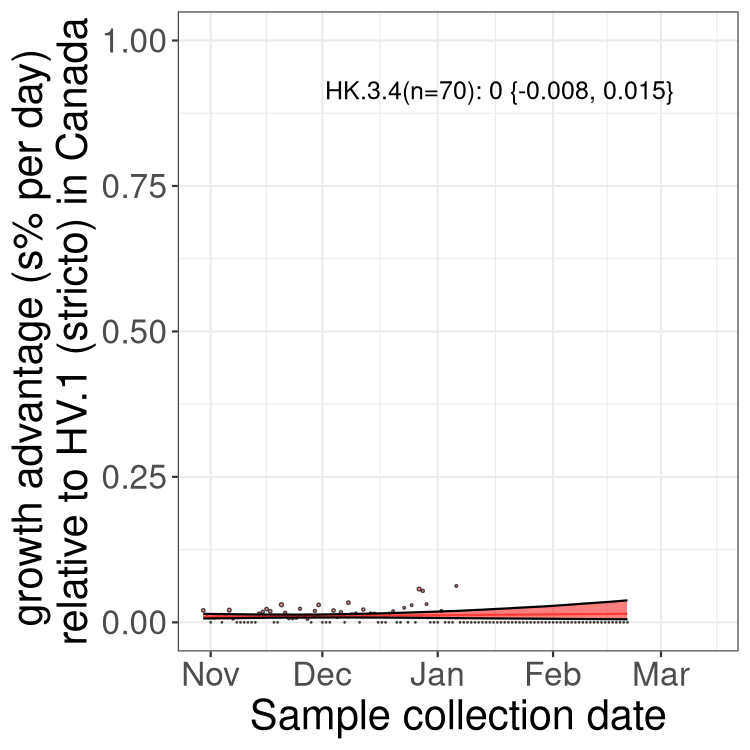 growth advantage (s% per day)
relative to HV.1 (stricto) in Canada
1.00
0.75
0.50
0.25
0.00
HK.3.4(n=70): 0 {-0.008, 0.015}
Nov Dec Jan Feb Mar
Sample collection date